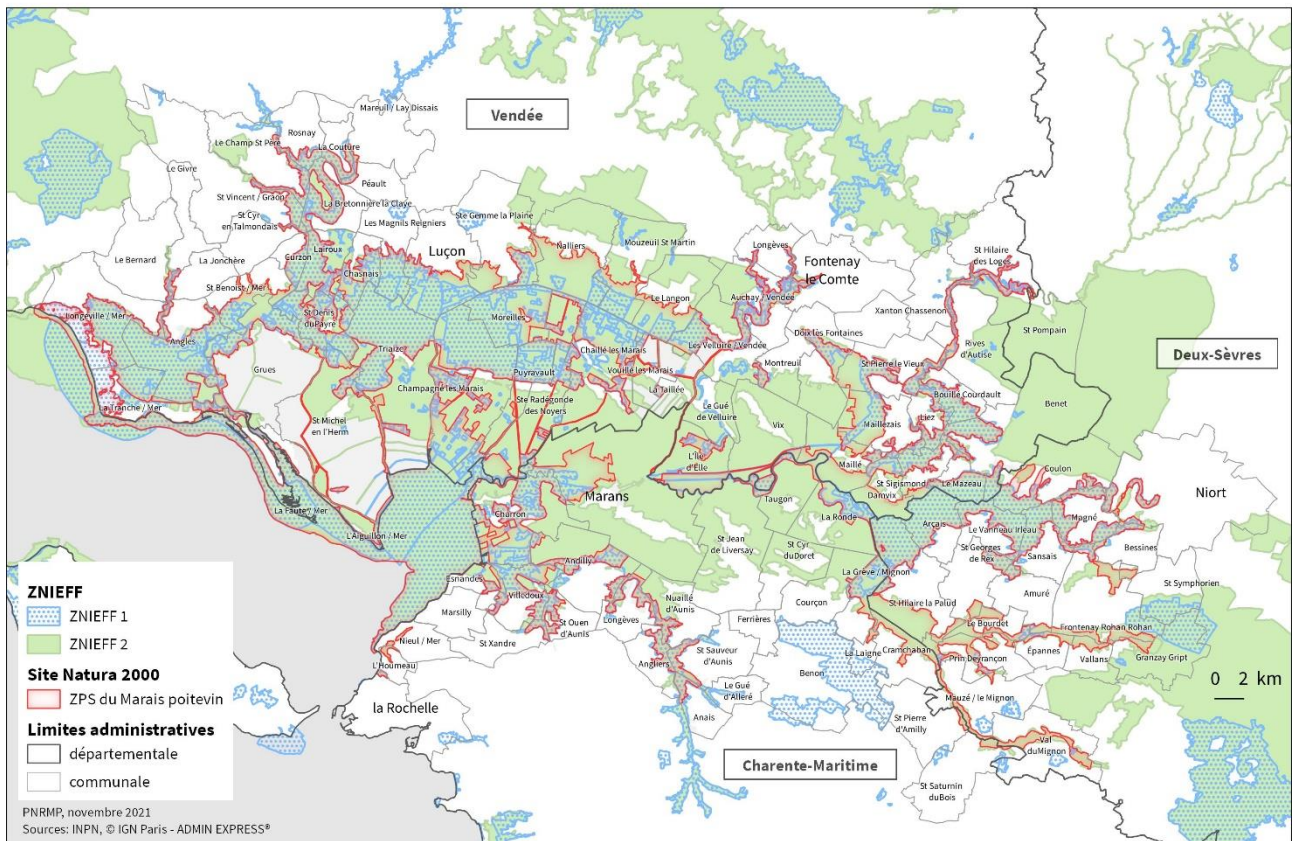 Mareuil / Lay Dissais
Vendée
Rosnay
Le Champ St Père
La Couture
Le Givre
Péault
St Vincent / Graon
La Bretonnière la Claye
St Cyr
en Talmondais
Les Magnils Reigniers
Ste Gemme la Plaine
Lairoux
Luçon
Nalliers
Mouzeuil St Martin
Longèves
Fontenay
le Comte
St Hilaire
des Loges
Le Bernard
La Jonchère
Curzon
Chasnais
St Benoist / Mer
Le Langon
Auchay / Vendée
Xanton Chassenon
St Pompain
Longeville / Mer
St Denis
du Payré
Moreilles
Doix lès Fontaines
Rives
d'Autise
Deux-Sèvres
Angles
Triaize
Chaillé les Marais
Les Velluire / Vendée
Vouillé les Marais
Montreuil
St Pierre le Vieux
Grues
Champagné les Marais
Puyravault
La Taillée
Bouillé Courdault
Benet
La Tranche / Mer
St Michel
en l'Herm
Ste Radégonde
des Noyers
Le Gué
de Velluire
Vix
Liez
Maillezais
L'Île
d'Elle
Maillé
St Sigismond
Le Mazeau
Coulon
Damvix
Niort
La Faute / Mer
Marans
Taugon
Charron
La Ronde
Arçais
Le Vanneau Irleau
Magné
L'Aiguillon / Mer
St Jean
de Liversay
St Cyr
du Doret
St Georges
de Rex
Sansais
Bessines
Andilly
Esnandes
La Grève / Mignon
St Symphorien
Villedoux
Nuaillé
d'Aunis
Courçon
St Hilaire la Palud
Amuré
Marsilly
St Ouen
d'Aunis
Longèves
Ferrières
Le Bourdet
Frontenay Rohan Rohan
Nieul / Mer
St Xandre
St Sauveur
d'Aunis
La Laigne
Cramchaban
Prin Deyrançon
Épannes
Vallans
Granzay Gript
L'Houmeau
Angliers
Benon
Le Gué
d'Alleré
la Rochelle
Anais
Mauzé / le Mignon
St Pierre
d'Amilly
Val
du Mignon
Charente-Maritime
St Saturnin
du Bois
0 2 km
ZNIEFF
ZNIEFF 1
ZNIEFF 2
Site Natura 2000
ZPS du Marais poitevin
Limites administratives
départementale
communale
PNRMP, novembre 2021
Sources: INPN, © IGN Paris - ADMIN EXPRESS®